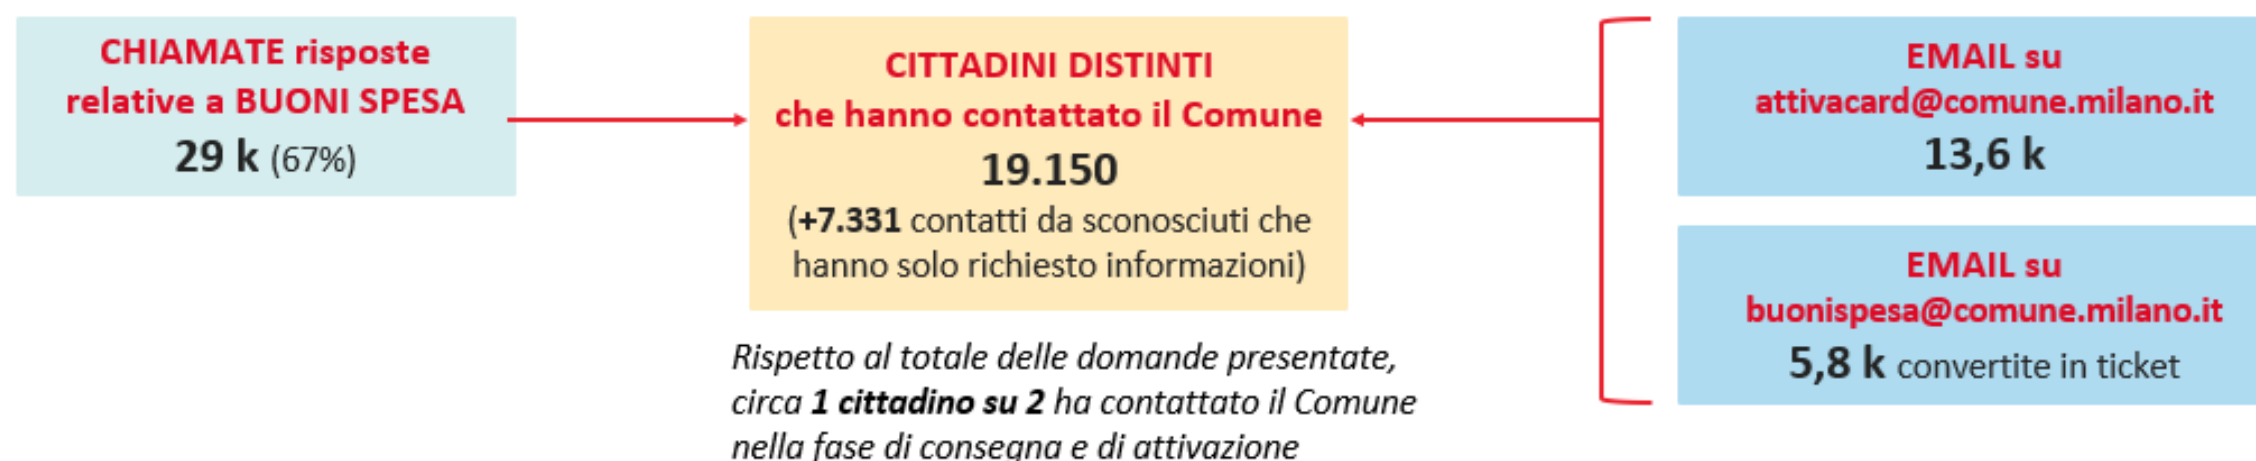 CHIAMATE risposte
relative a BUONI SPESA
29 k (67%)
CITTADINI DISTINTI
che hanno contattato il Comune
19.150
(+7.331 contatti da sconosciuti che
hanno solo richiesto informazioni)
Rispetto al totale delle domande presentate,
circa 1 cittadino su 2 ha contattato il Comune
nella fase di consegna e di attivazione
EMAIL su
attivacard@comune.milano.it
13,6 k
EMAIL su
buonispesa@comune.milano.it
5,8 k convertite in ticket